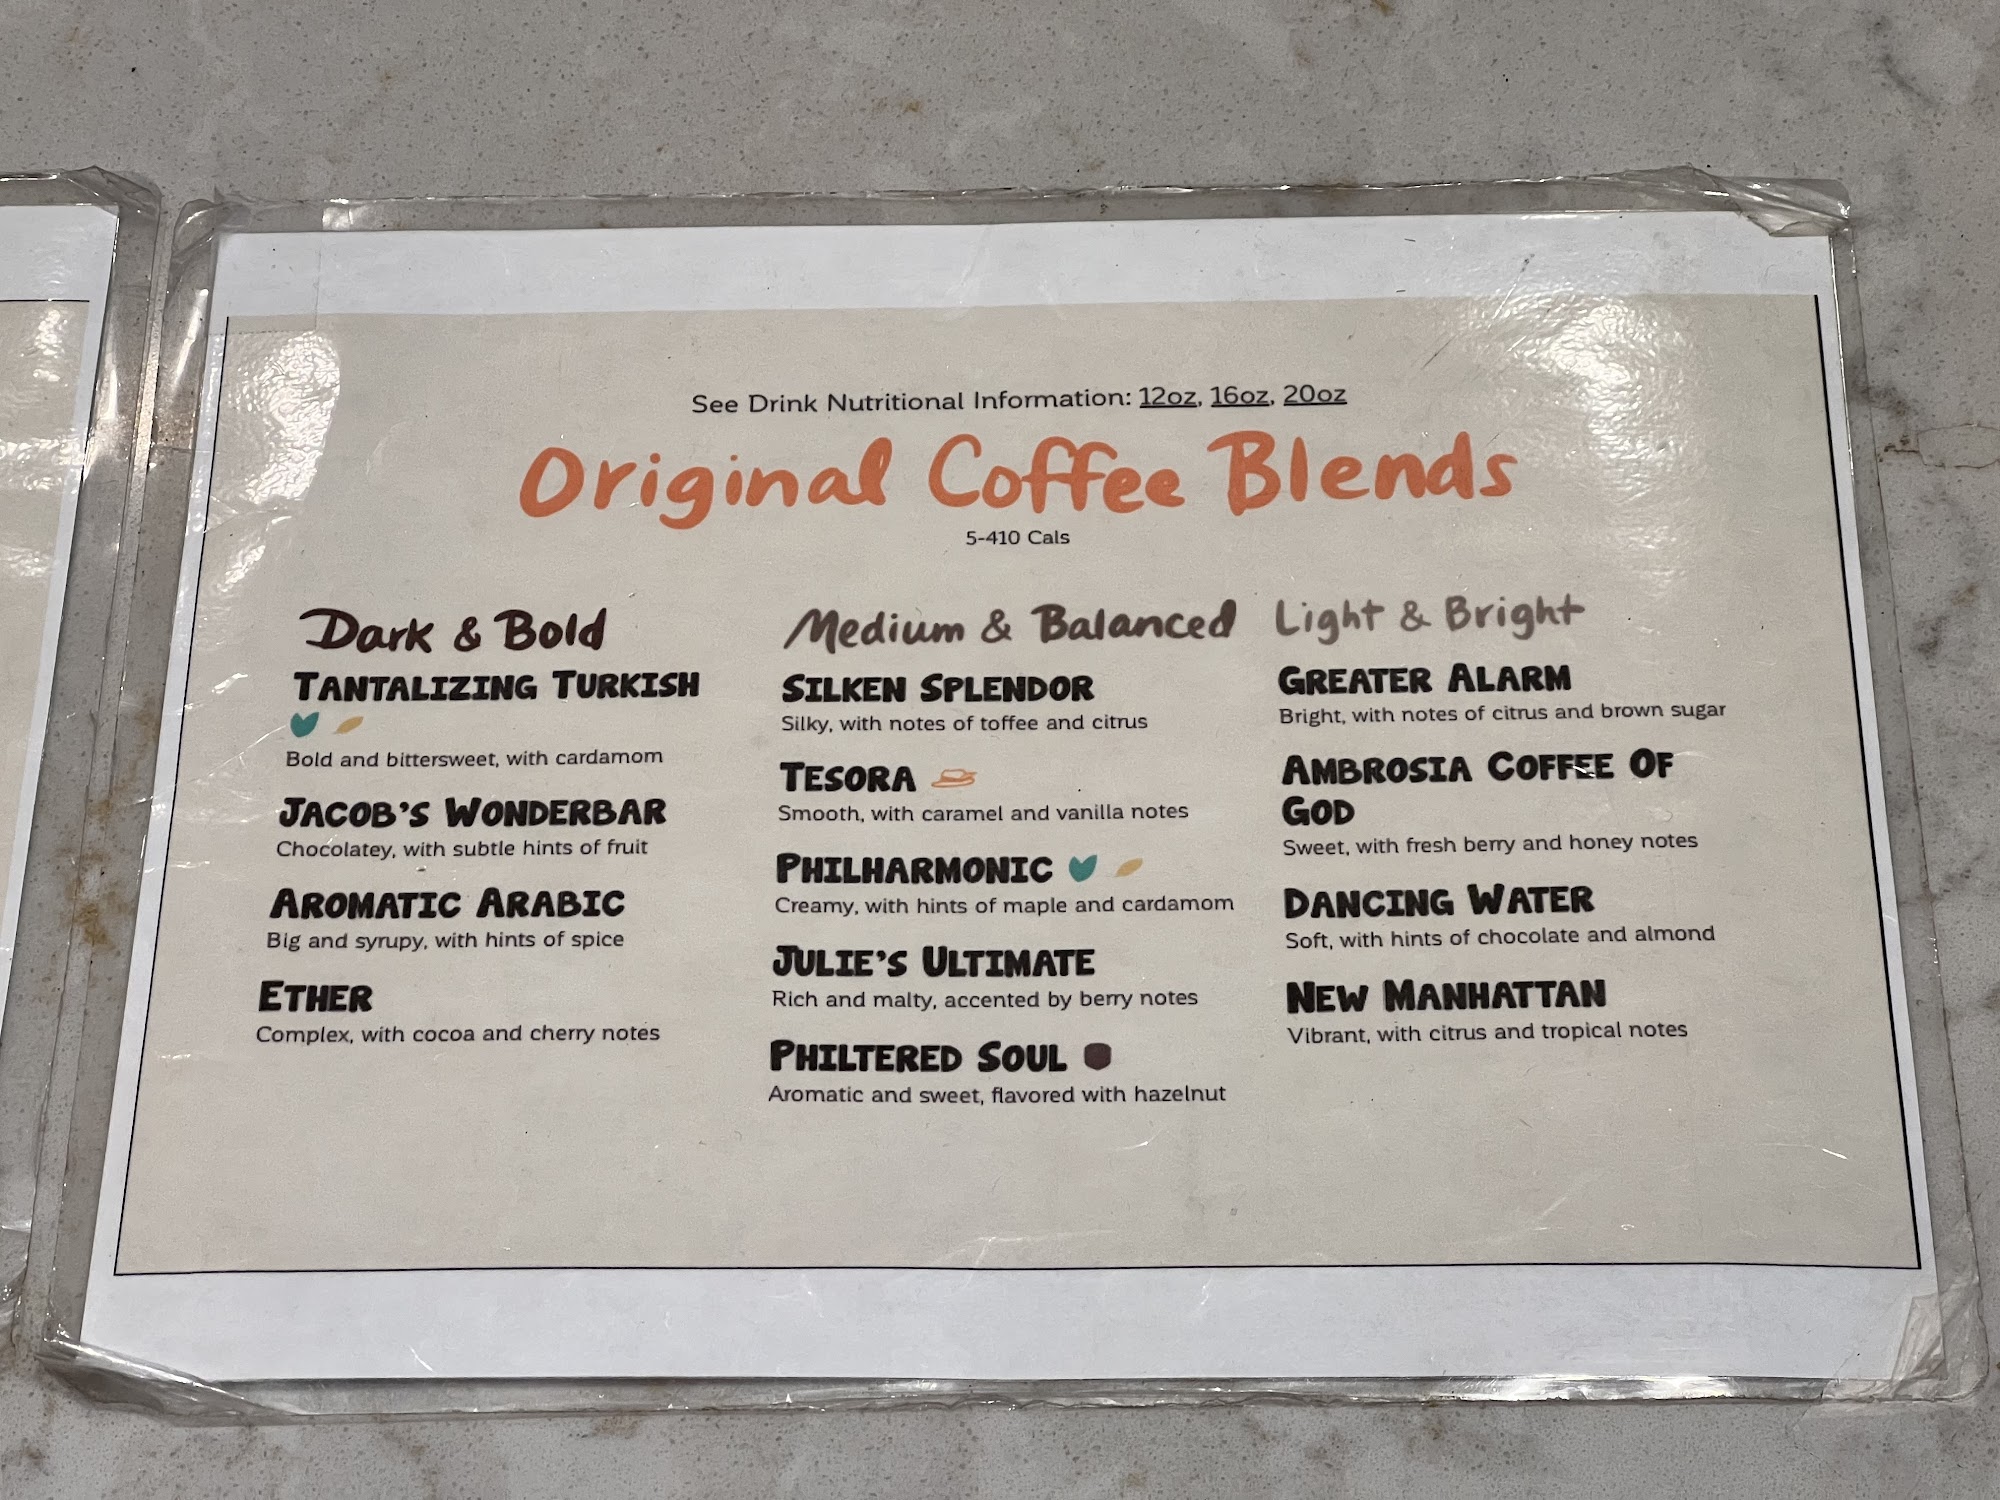 See Drink Nutritional Information: 12oz, 16oz, 20oz
Original Coffee Blends
5-410 Cals
Dark & Bold
TANTALIZING TURKISH
Bold and bittersweet, with cardamom
JACOB'S WONDERBAR
Chocolatey, with subtle hints of fruit
AROMATIC ARABIC
Big and syrupy, with hints of spice
ETHER
Complex, with cocoa and cherry notes
Medium & Balanced
SILKEN SPLENDOR
Silky, with notes of toffee and citrus
TESORA
Smooth, with caramel and vanilla notes
PHILHARMONIC
Creamy, with hints of maple and cardamom
JULIE'S ULTIMATE
Rich and malty, accented by berry notes
PHILTERED SOUL
Aromatic and sweet, flavored with hazelnut
Light & Bright
GREATER ALARM
Bright, with notes of citrus and brown sugar
AMBROSIA COFFEE OF
GOD
Sweet, with fresh berry and honey notes
DANCING WATER
Soft, with hints of chocolate and almond
NEW MANHATTAN
Vibrant, with citrus and tropical notes